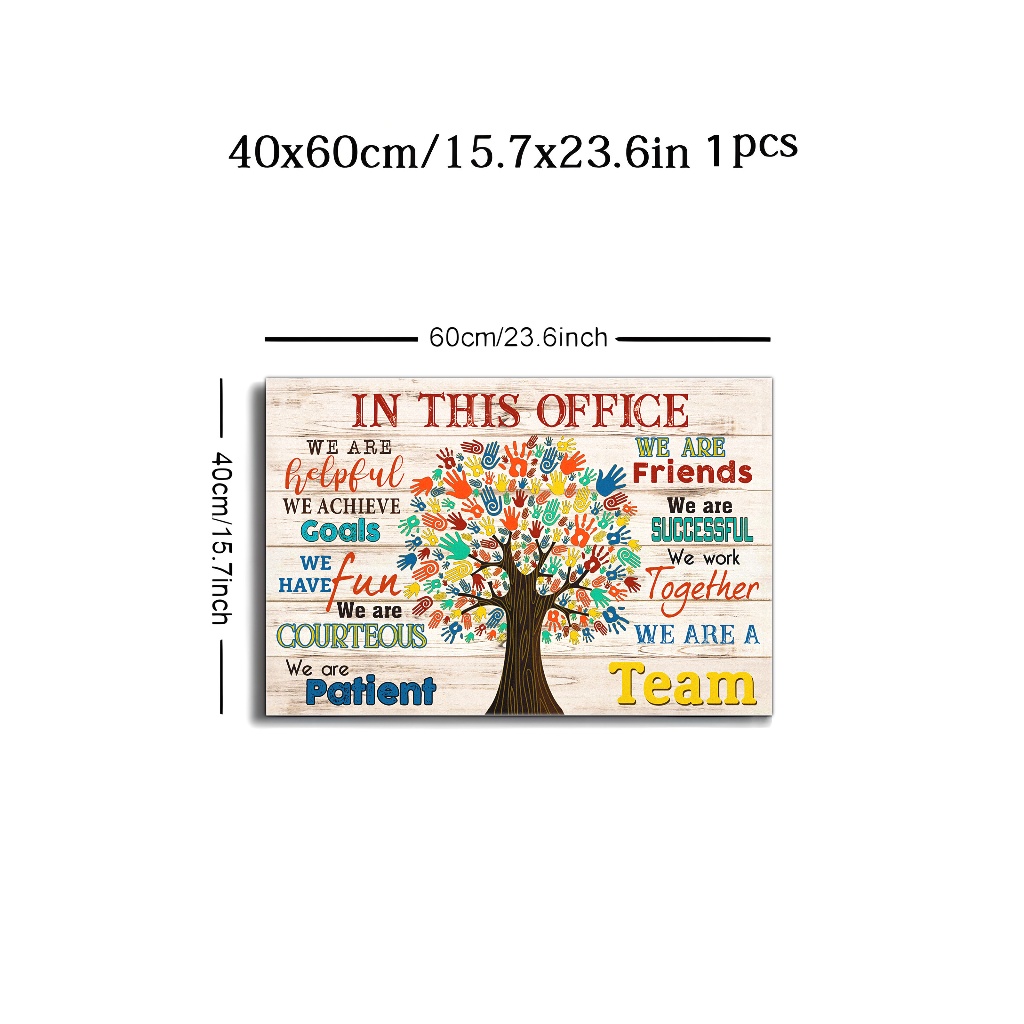 40x60cm/15.7x23.6in 1pcs
60cm/23.6inch
40cm/15.7inch
IN THIS OFFICE
WE ARE
helpful
WE ACHIEVE
Goals
WE
HAVE fun
We are
COURTEOUS
We are
Patient
WE ARE
Friends
We are
SUCCESSFUL
We work
Together
WE ARE A
Team